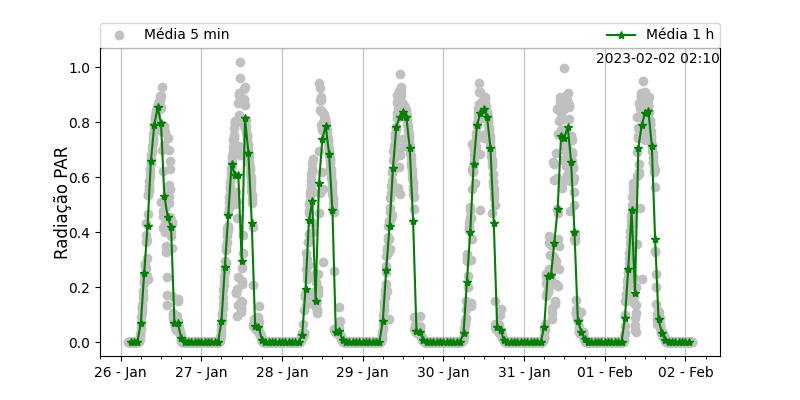 Média 5 min
Média 1 h
2023-02-02 02:10
Radiação PAR
1.0
0.8
0.6
0.4
0.2
0.0
26 - Jan
27 - Jan
28 - Jan
29 - Jan
30 - Jan
31 - Jan
01 - Feb
02 - Feb